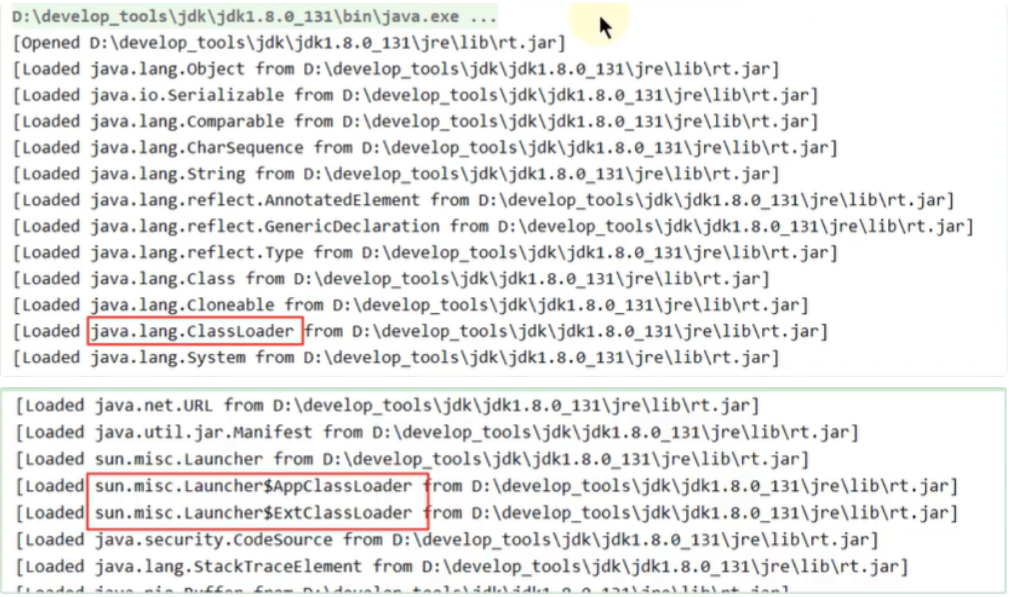 D:\develop_tools\jdk\jdk1.8.0_131\bin\java.exe ...
[Opened D:\develop_tools\jdk\jdk1.8.0_131\jre\lib\rt.jar]
[Loaded java.lang.Object from D:\develop_tools\jdk\jdk1.8.0_131\jre\lib\rt.jar]
[Loaded java.io.Serializable from D:\develop_tools\jdk\jdk1.8.0_131\jre\lib\rt.jar]
[Loaded java.lang.Comparable from D:\develop_tools\jdk\jdk1.8.0_131\jre\lib\rt.jar]
[Loaded java.lang.CharSequence from D:\develop_tools\jdk\jdk1.8.0_131\jre\lib\rt.jar]
[Loaded java.lang.String from D:\develop_tools\jdk\jdk1.8.0_131\jre\lib\rt.jar]
[Loaded java.lang.reflect.AnnotatedElement from D:\develop_tools\jdk\jdk1.8.0_131\jre\lib\rt.jar]
[Loaded java.lang.reflect.GenericDeclaration from D:\develop_tools\jdk\jdk1.8.0_131\jre\lib\rt.jar]
[Loaded java.lang.reflect.Type from D:\develop_tools\jdk\jdk1.8.0_131\jre\lib\rt.jar]
[Loaded java.lang.Class from D:\develop_tools\jdk\jdk1.8.0_131\jre\lib\rt.jar]
[Loaded java.lang.Cloneable from D:\develop_tools\jdk\jdk1.8.0_131\jre\lib\rt.jar]
[Loaded java.lang.ClassLoader from D:\develop_tools\jdk\jdk1.8.0_131\jre\lib\rt.jar]
[Loaded java.lang.System from D:\develop_tools\jdk\jdk1.8.0_131\jre\lib\rt.jar]
[Loaded java.net.URL from D:\develop_tools\jdk\jdk1.8.0_131\jre\lib\rt.jar]
[Loaded java.util.jar.Manifest from D:\develop_tools\jdk\jdk1.8.0_131\jre\lib\rt.jar]
[Loaded sun.misc.Launcher from D:\develop_tools\jdk\jdk1.8.0_131\jre\lib\rt.jar]
[Loaded sun.misc.Launcher$AppClassLoader from D:\develop_tools\jdk\jdk1.8.0_131\jre\lib\rt.jar]
[Loaded sun.misc.Launcher$ExtClassLoader from D:\develop_tools\jdk\jdk1.8.0_131\jre\lib\rt.jar]
[Loaded java.security.CodeSource from D:\develop_tools\jdk\jdk1.8.0_131\jre\lib\rt.jar]
[Loaded java.lang.StackTraceElement from D:\develop_tools\jdk\jdk1.8.0_131\jre\lib\rt.jar]